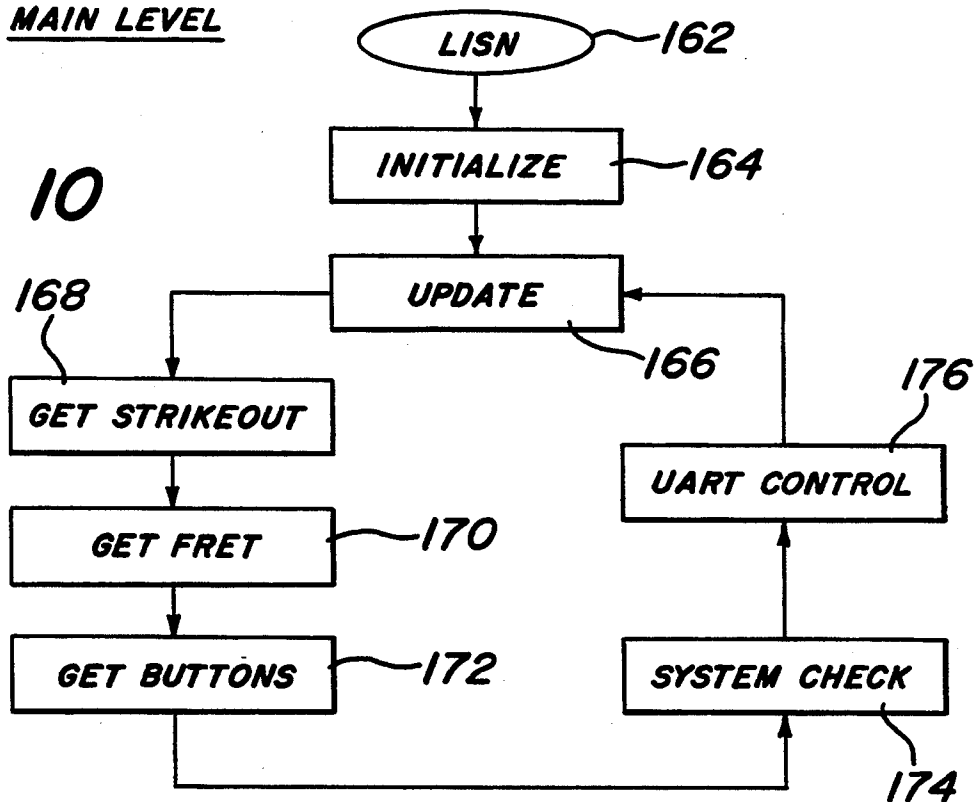 MAIN LEVEL
LISN
162
INITIALIZE
164
10
UPDATE
166
168
GET STRIKEOUT
176
UART CONTROL
GET FRET
170
GET BUTTONS
172
SYSTEM CHECK
174